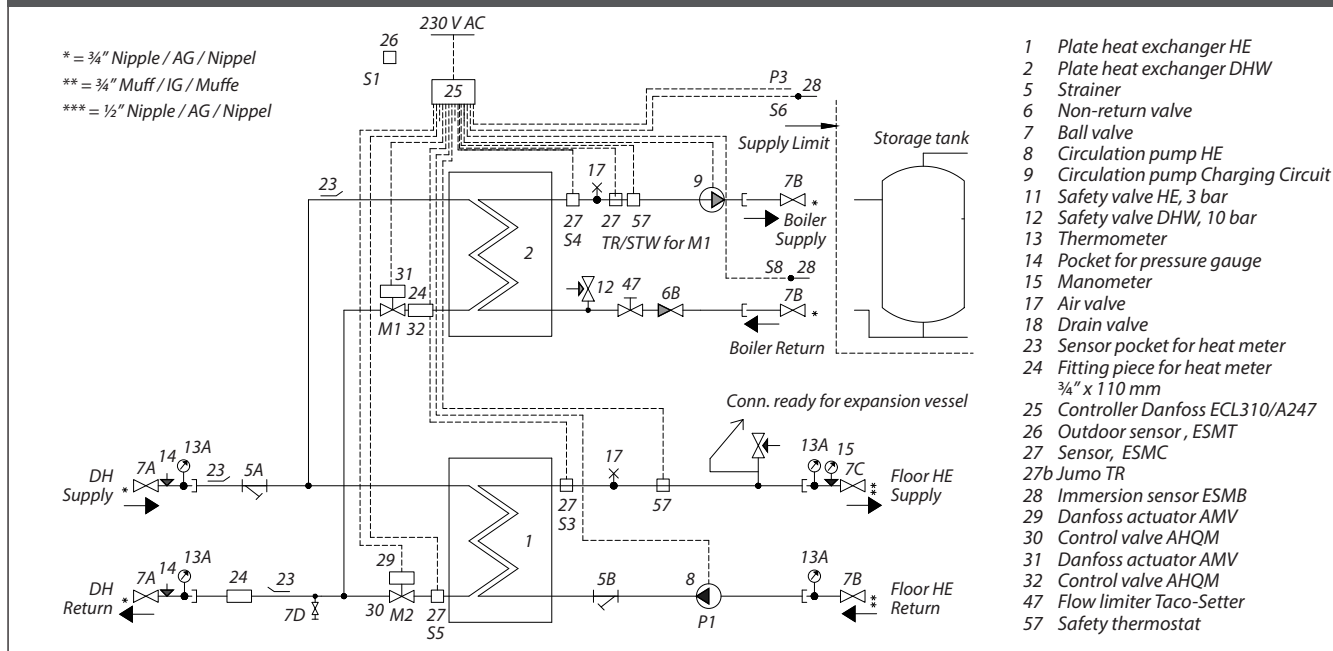 230 V AC
* = ¾” Nipple / AG / Nippel
** = ¾” Muff / IG / Muffe
*** = ½” Nipple / AG / Nippel
26
S1
25
P3
28
S6
Supply Limit
Storage tank
23
17
9
7B
*
27
S4
27
57
TR/STW for M1
Boiler
Supply
2
31
24
M1
32
12
47
6B
S8
28
7B
*
Boiler Return
Conn. ready for expansion vessel
DH
Supply
*
7A
14
13A
23
5A
17
13A
15
7C
**
Floor HE
Supply
27
S3
57
1
DH
Return
*
7A
14
13A
24
23
7D
29
30
M2
27
S5
5B
8
P1
13A
7B
**
Floor HE
Return
1 Plate heat exchanger HE
2 Plate heat exchanger DHW
5 Strainer
6 Non-return valve
7 Ball valve
8 Circulation pump HE
9 Circulation pump Charging Circuit
11 Safety valve HE, 3 bar
12 Safety valve DHW, 10 bar
13 Thermometer
14 Pocket for pressure gauge
15 Manometer
17 Air valve
18 Drain valve
23 Sensor pocket for heat meter
24 Fitting piece for heat meter
¾” x 110 mm
25 Controller Danfoss ECL310/A247
26 Outdoor sensor , ESMT
27 Sensor, ESMC
27b Jumo TR
28 Immersion sensor ESMB
29 Danfoss actuator AMV
30 Control valve AHQM
31 Danfoss actuator AMV
32 Control valve AHQM
47 Flow limiter Taco-Setter
57 Safety thermostat